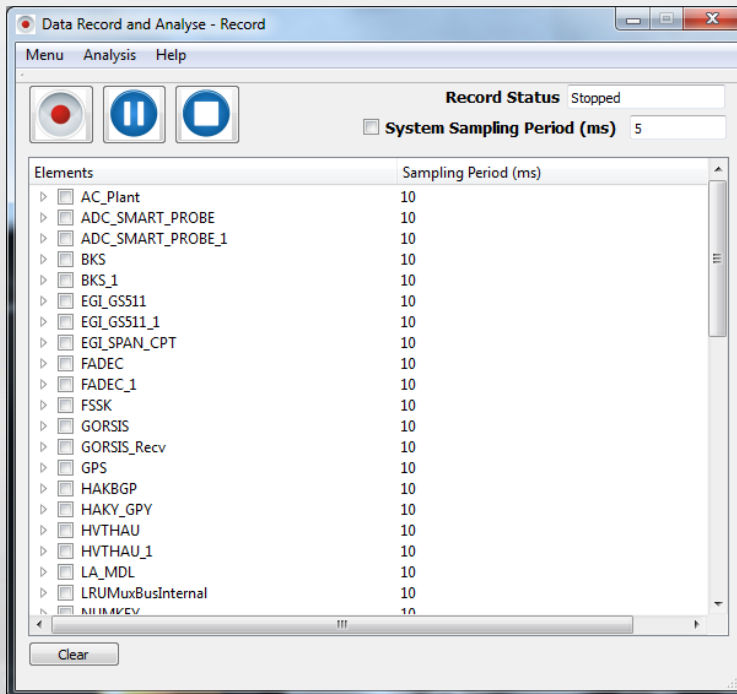 Data Record and Analyse - Record
Menu Analysis Help
Record Status Stopped
System Sampling Period (ms) 5
Elements Sampling Period (ms)
AC_Plant 10
ADC_SMART_PROBE 10
ADC_SMART_PROBE_1 10
BKS 10
BKS_1 10
EGI_GS511 10
EGI_GS511_1 10
EGI_SPAN_CPT 10
FADEC 10
FADEC_1 10
FSSK 10
GORSIS 10
GORSIS_Recv 10
GPS 10
HAKBGP 10
HAKY_GPY 10
HVTHAU 10
HVTHAU_1 10
LA_MDL 10
LRUMuxBusInternal 10
NUMKEY 10
Clear